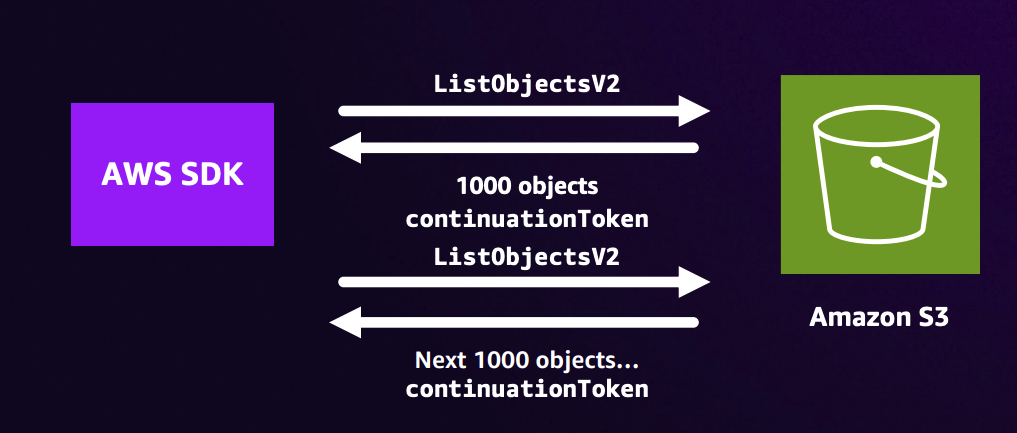 ListObjectsV2
AWS SDK
1000 objects
continuationToken
ListObjectsV2
Amazon S3
Next 1000 objects...
continuationToken